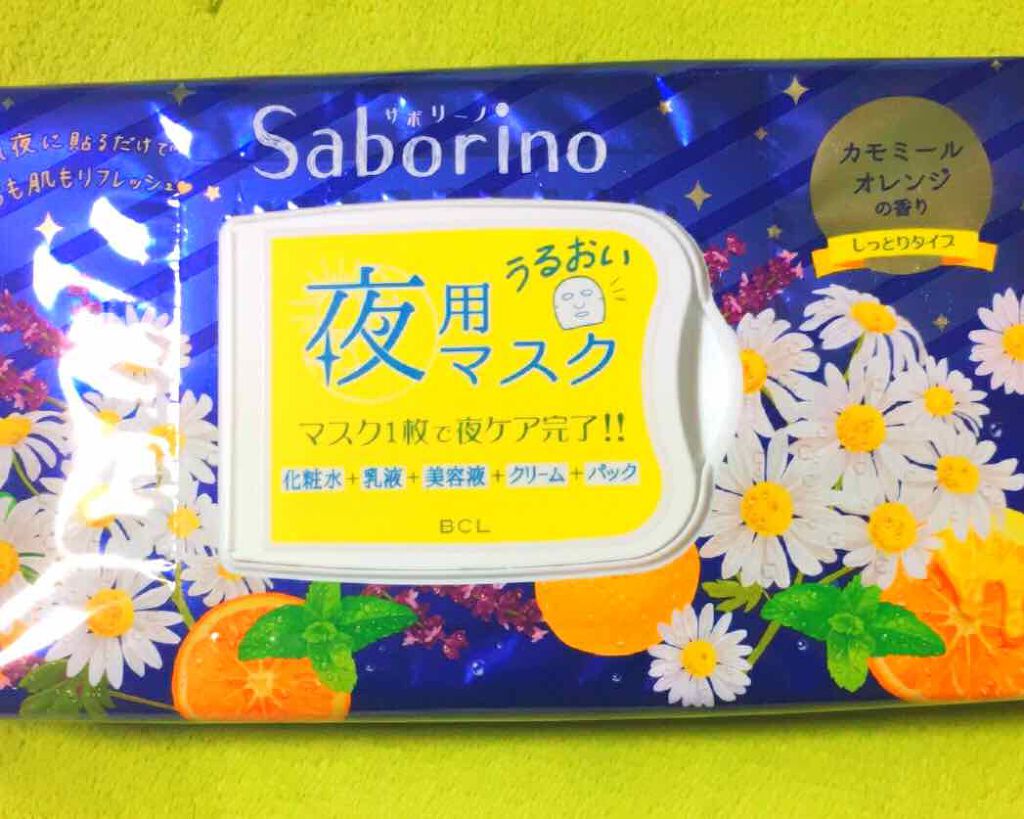 夜に貼るだけで
も肌もリフレッシュ
サボリーノ
Saborino
カモミール
オレンジ
の香り
しっとりタイプ
うるおい
夜用
マスク
マスク1枚で夜ケア完了!!
化粧水+乳液+美容液+クリーム+パック
BCL